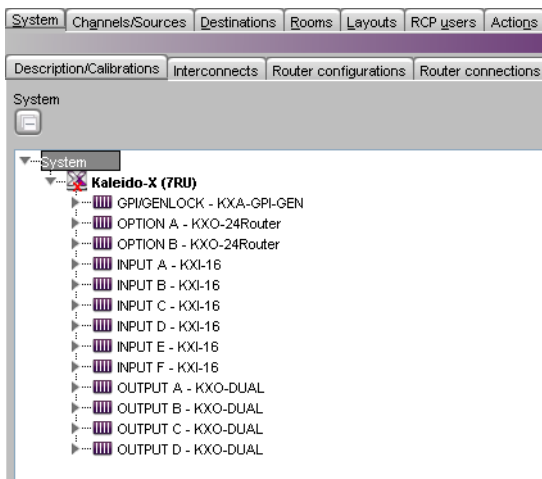 System Channels/Sources Destinations Rooms Layouts RCP users Actions
Description/Calibrations Interconnects Router configurations Router connections
System
System
Kaleido-X (7RU)
GPI/GENLOCK - KXA-GPI-GEN
OPTION A - KXO-24Router
OPTION B - KXO-24Router
INPUT A - KXI-16
INPUT B - KXI-16
INPUT C - KXI-16
INPUT D - KXI-16
INPUT E - KXI-16
INPUT F - KXI-16
OUTPUT A - KXO-DUAL
OUTPUT B - KXO-DUAL
OUTPUT C - KXO-DUAL
OUTPUT D - KXO-DUAL